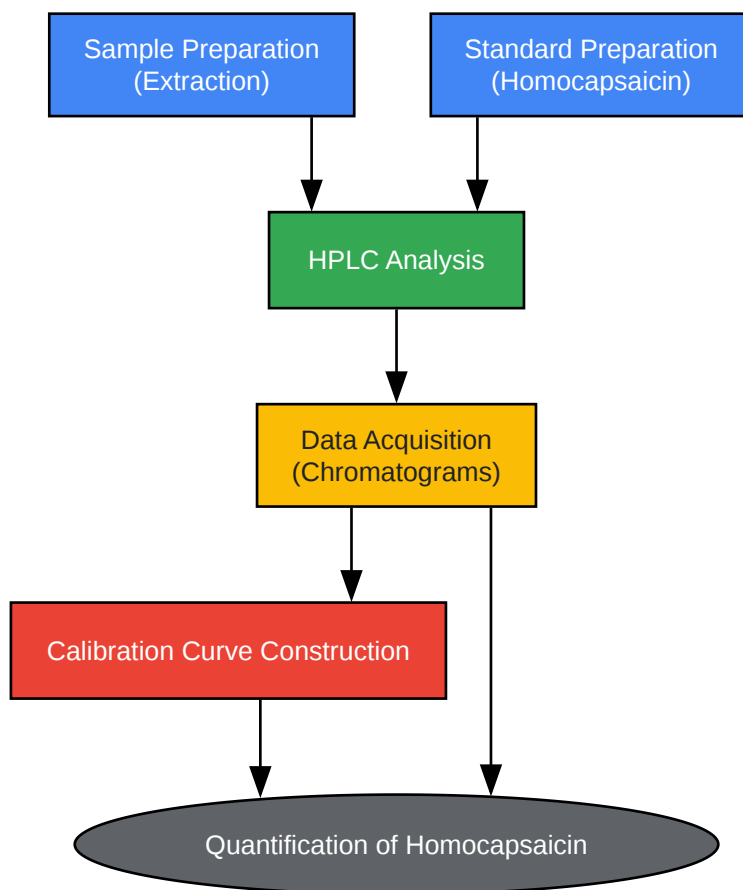 Sample Preparation
(Extraction)
Standard Preparation
(Homocapsaicin)
HPLC Analysis
Data Acquisition
(Chromatograms)
Calibration Curve Construction
Quantification of Homocapsaicin